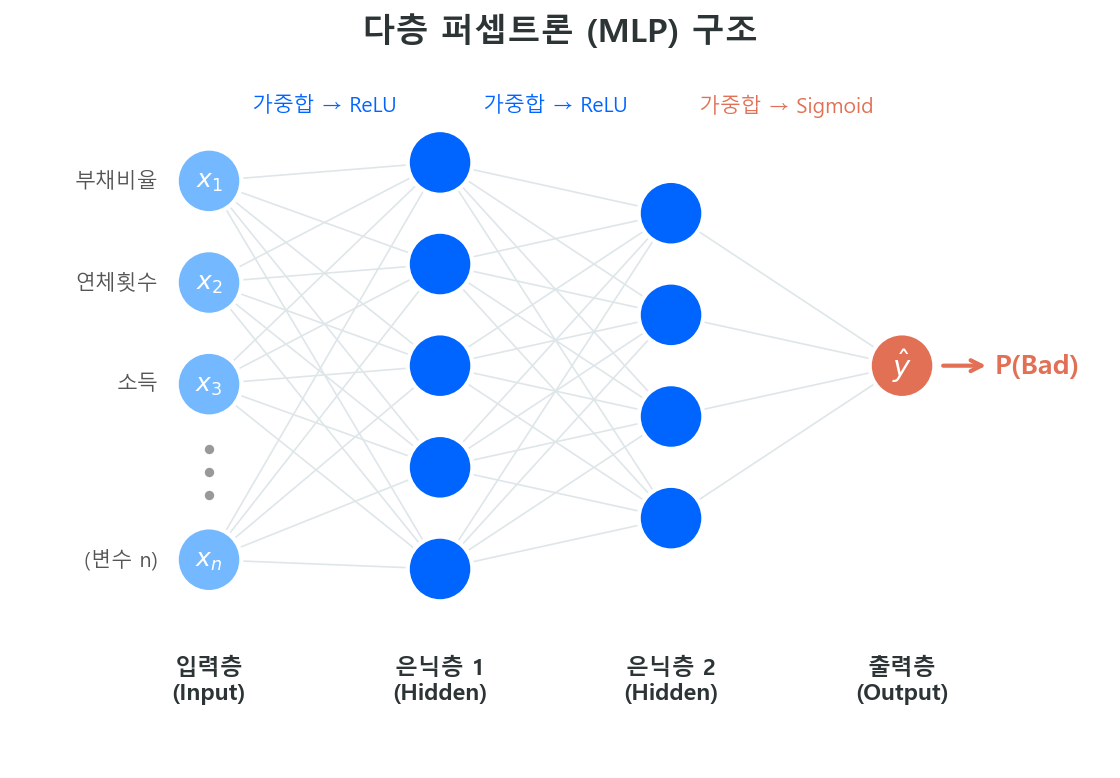 다층 퍼셉트론 (MLP) 구조
가중합 → ReLU
가중합 → ReLU
가중합 → Sigmoid
부채비율
x₁
연체횟수
x₂
소득
x₃
(변수 n)
xₙ
ŷ
P(Bad)
입력층
(Input)
은닉층 1
(Hidden)
은닉층 2
(Hidden)
출력층
(Output)